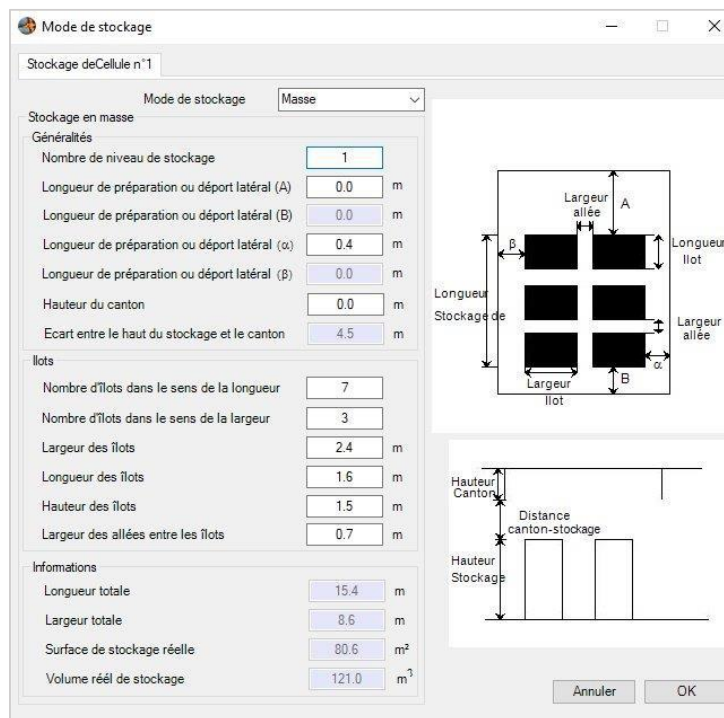 Mode de stockage
Stockage deCellule n°1
Mode de stockage Masse
Stockage en masse
Généralités
Nombre de niveau de stockage 1
Longueur de préparation ou déport latéral (A) 0.0 m
Longueur de préparation ou déport latéral (B) 0.0 m
Longueur de préparation ou déport latéral (α) 0.4 m
Longueur de préparation ou déport latéral (β) 0.0 m
Hauteur du canton 0.0 m
Ecart entre le haut du stockage et le canton 4.5 m
Ilots
Nombre d'îlots dans le sens de la longueur 7
Nombre d'îlots dans le sens de la largeur 3
Largeur des îlots 2.4 m
Longueur des îlots 1.6 m
Hauteur des îlots 1.5 m
Largeur des allées entre les îlots 0.7 m
Informations
Longueur totale 15.4 m
Largeur totale 8.6 m
Surface de stockage réelle 80.6 m²
Volume réél de stockage 121.0 m³
Largeur
allée
A
β
Longueur
Ilot
Longueur
Stockage de
Largeur
allée
α
Largeur
Ilot
B
Hauteur
Canton
Distance
canton-stockage
Hauteur
Stockage
Annuler OK